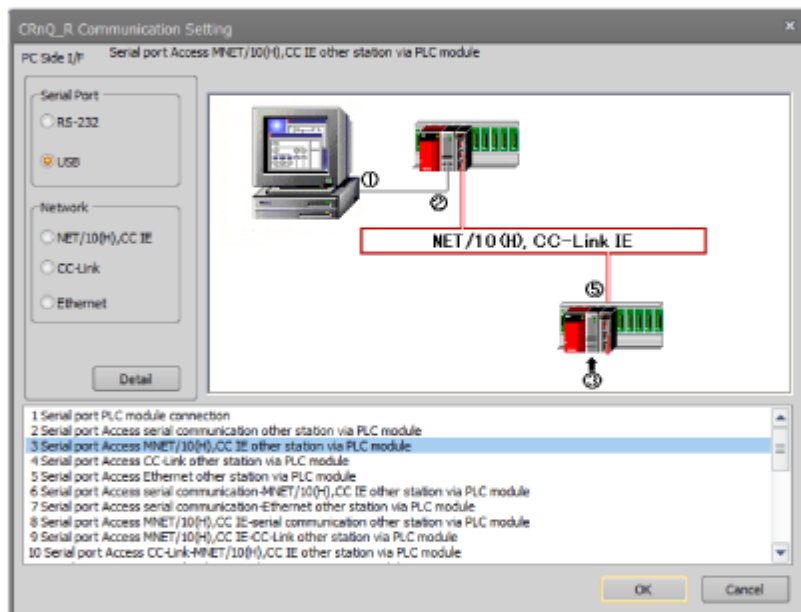 CRnQ_R Communication Setting
PC Side I/F Serial port Access MNET/10(H),CC IE other station via PLC module
Serial Port
RS-232
USB
Network
NET/10(H),CC IE
CC-Link
Ethernet
Detail
①
②
NET/10(H), CC-Link IE
⑤
③
1 Serial port PLC module connection
2 Serial port Access serial communication other station via PLC module
3 Serial port Access MNET/10(H),CC IE other station via PLC module
4 Serial port Access CC-Link other station via PLC module
5 Serial port Access Ethernet other station via PLC module
6 Serial port Access serial communication-MNET/10(H),CC IE other station via PLC module
7 Serial port Access serial communication-Ethernet other station via PLC module
8 Serial port Access MNET/10(H),CC IE-serial communication other station via PLC module
9 Serial port Access MNET/10(H),CC IE-CC-Link other station via PLC module
10 Serial port Access CC-Link-MNET/10(H),CC IE other station via PLC module
OK Cancel